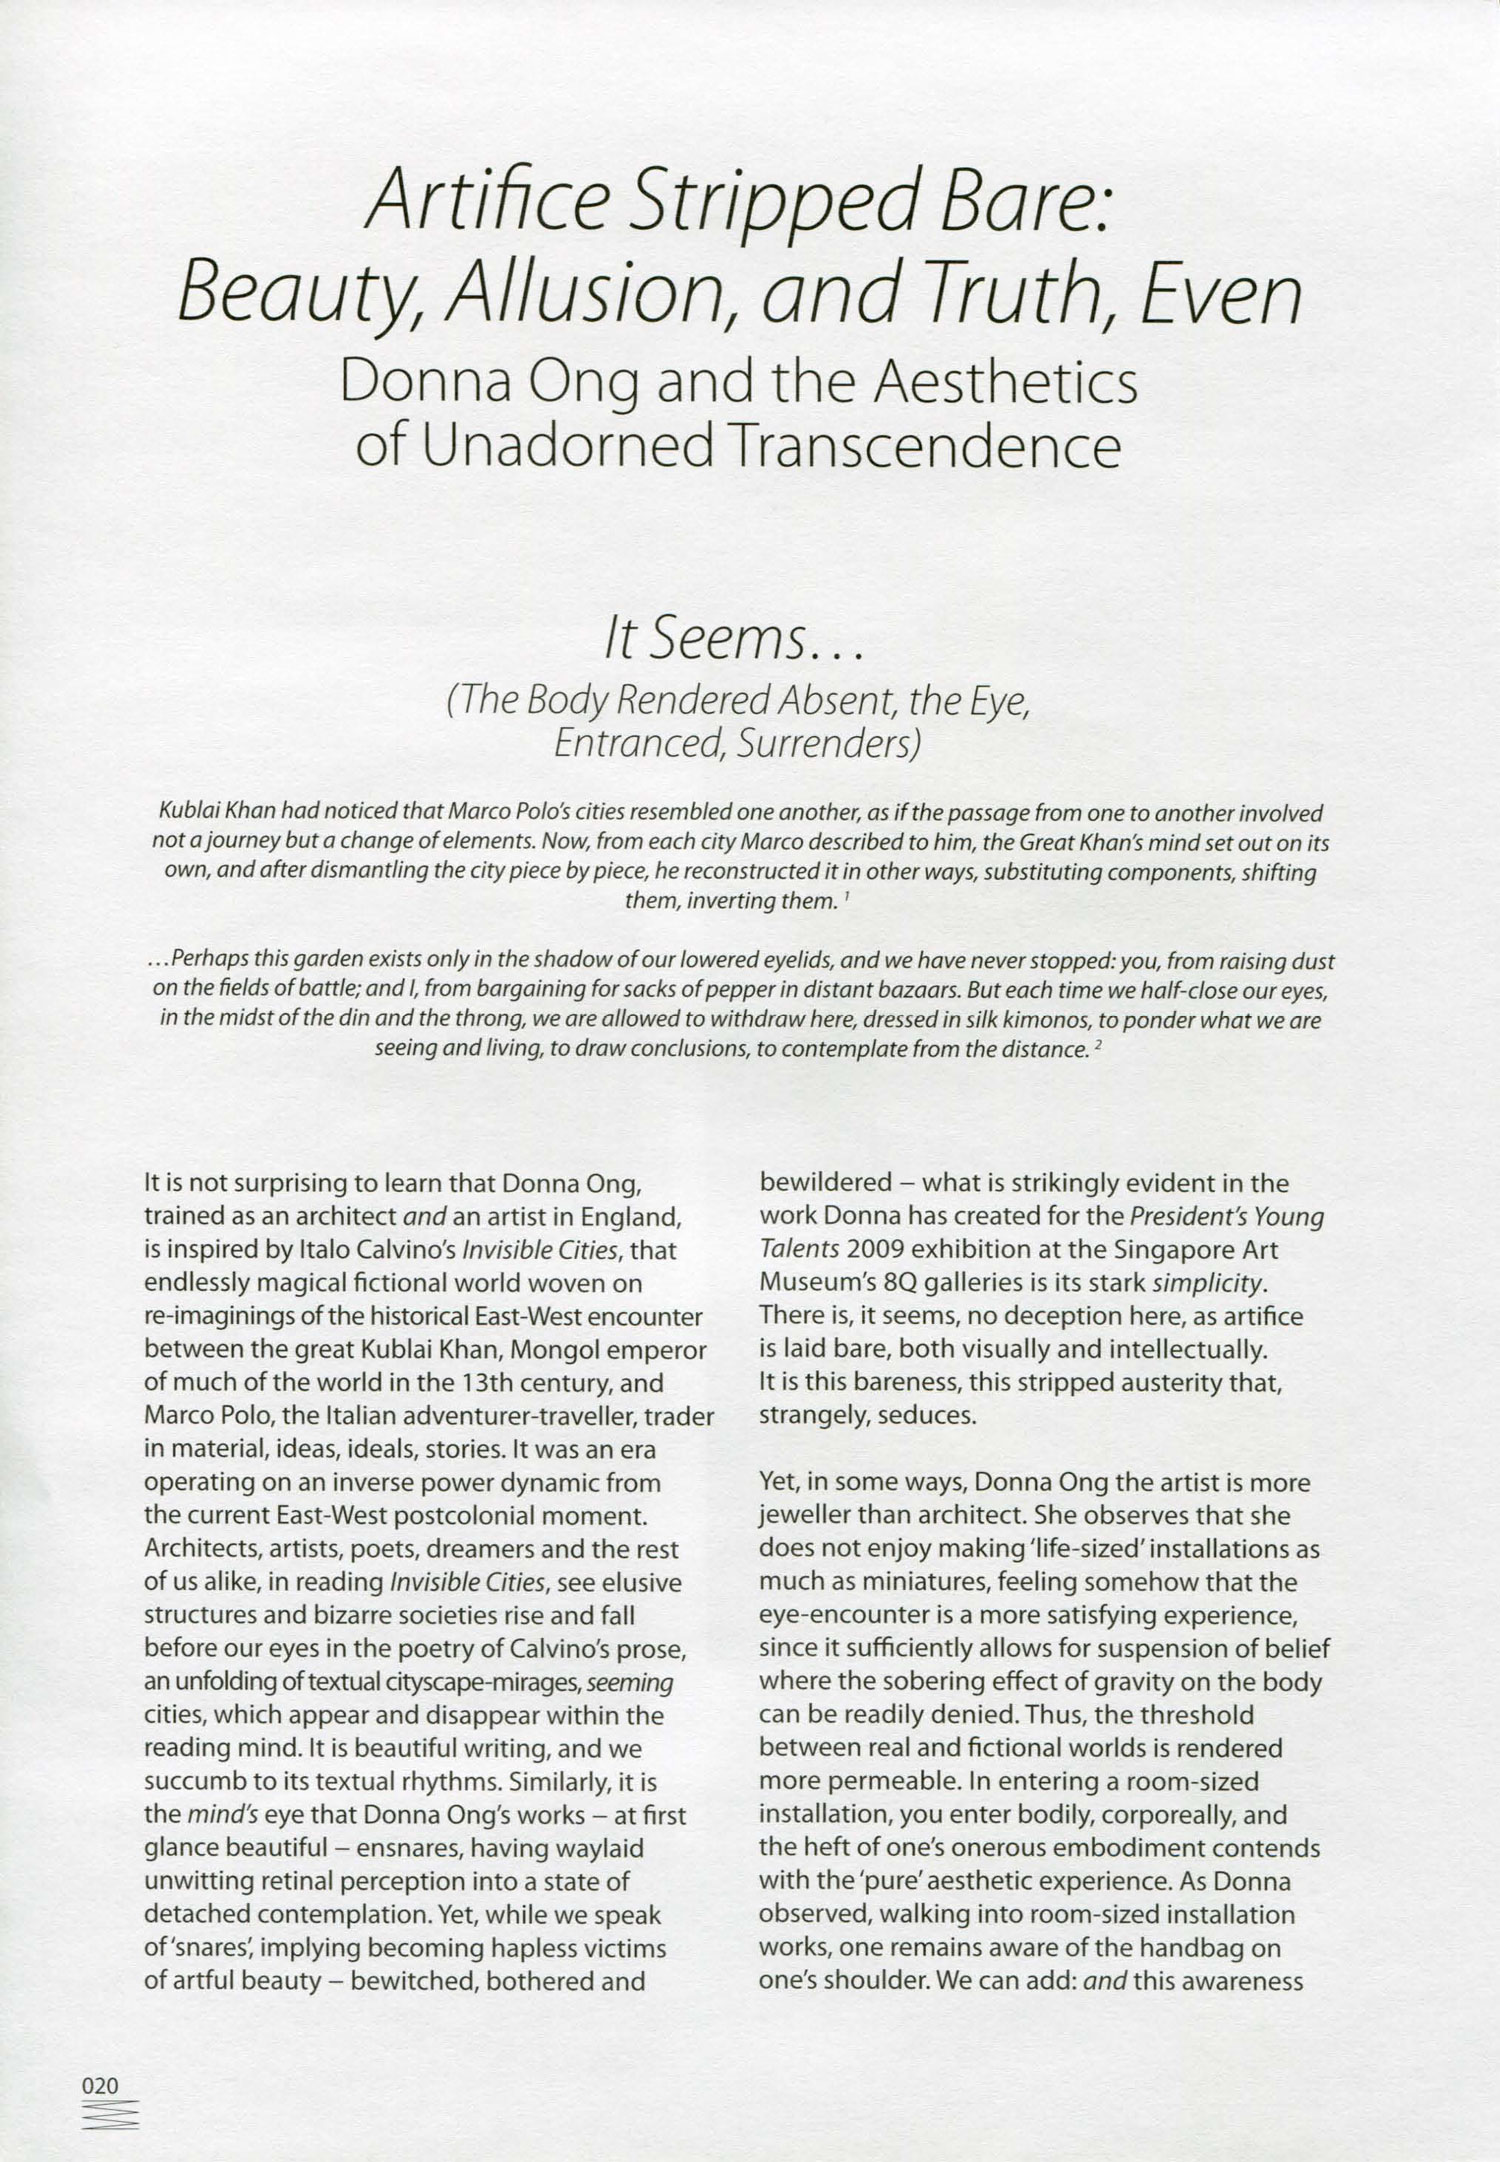 Artifice Stripped Bare:
Beauty, Allusion, and Truth, Even
Donna Ong and the Aesthetics
of Unadorned Transcendence
It Seems…
(The Body Rendered Absent, the Eye,
Entranced, Surrenders)
Kublai Khan had noticed that Marco Polo's cities resembled one another, as if the passage from one to another involved
not a journey but a change of elements. Now, from each city Marco described to him, the Great Khan's mind set out on its
own, and after dismantling the city piece by piece, he reconstructed it in other ways, substituting components, shifting
them, inverting them. 1
…Perhaps this garden exists only in the shadow of our lowered eyelids, and we have never stopped: you, from raising dust
on the fields of battle; and I, from bargaining for sacks of pepper in distant bazaars. But each time we half-close our eyes,
in the midst of the din and the throng, we are allowed to withdraw here, dressed in silk kimonos, to ponder what we are
seeing and living, to draw conclusions, to contemplate from the distance. 2
It is not surprising to learn that Donna Ong,
trained as an architect and an artist in England,
is inspired by Italo Calvino's Invisible Cities, that
endlessly magical fictional world woven on
re-imaginings of the historical East-West encounter
between the great Kublai Khan, Mongol emperor
of much of the world in the 13th century, and
Marco Polo, the Italian adventurer-traveller, trader
in material, ideas, ideals, stories. It was an era
operating on an inverse power dynamic from
the current East-West postcolonial moment.
Architects, artists, poets, dreamers and the rest
of us alike, in reading Invisible Cities, see elusive
structures and bizarre societies rise and fall
before our eyes in the poetry of Calvino's prose,
an unfolding of textual cityscape-mirages, seeming
cities, which appear and disappear within the
reading mind. It is beautiful writing, and we
succumb to its textual rhythms. Similarly, it is
the mind's eye that Donna Ong's works – at first
glance beautiful – ensnares, having waylaid
unwitting retinal perception into a state of
detached contemplation. Yet, while we speak
of 'snares', implying becoming hapless victims
of artful beauty – bewitched, bothered and
bewildered – what is strikingly evident in the
work Donna has created for the President's Young
Talents 2009 exhibition at the Singapore Art
Museum's 8Q galleries is its stark simplicity.
There is, it seems, no deception here, as artifice
is laid bare, both visually and intellectually.
It is this bareness, this stripped austerity that,
strangely, seduces.
Yet, in some ways, Donna Ong the artist is more
jeweller than architect. She observes that she
does not enjoy making 'life-sized' installations as
much as miniatures, feeling somehow that the
eye-encounter is a more satisfying experience,
since it sufficiently allows for suspension of belief
where the sobering effect of gravity on the body
can be readily denied. Thus, the threshold
between real and fictional worlds is rendered
more permeable. In entering a room-sized
installation, you enter bodily, corporeally, and
the heft of one's onerous embodiment contends
with the 'pure' aesthetic experience. As Donna
observed, walking into room-sized installation
works, one remains aware of the handbag on
one's shoulder. We can add: and this awareness
020